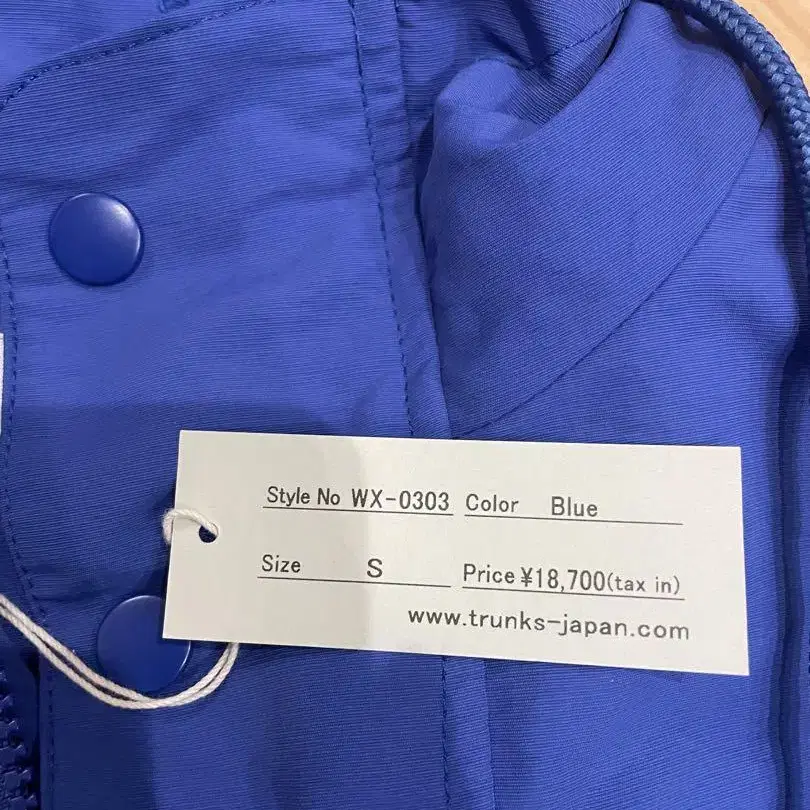 Style No WX-0303 Color Blue
Size S Price ¥18,700(tax in)
www.trunks-japan.com